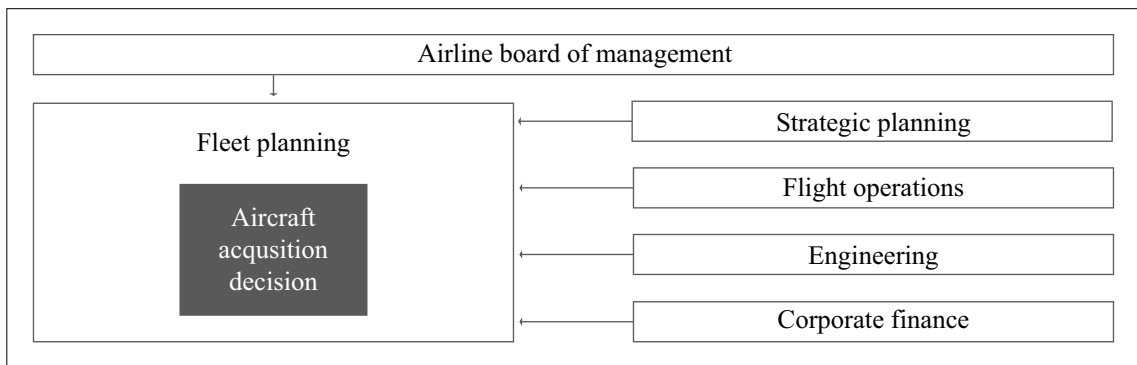 Airline board of management
Fleet planning
Aircraft
acqusition
decision
Strategic planning
Flight operations
Engineering
Corporate finance